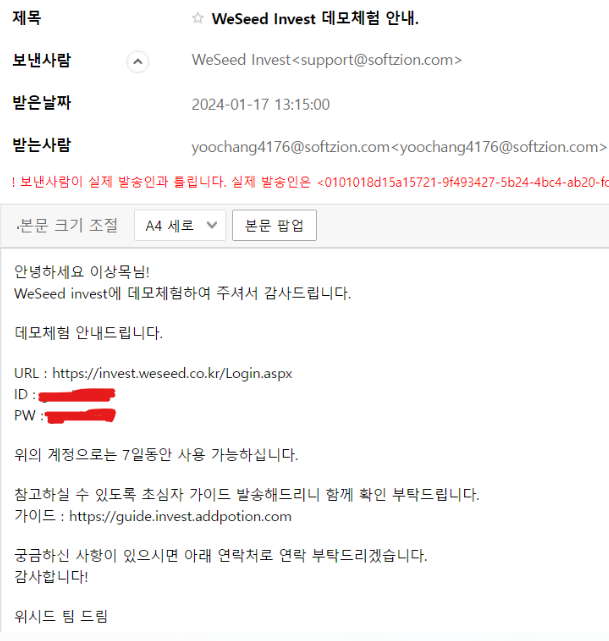 제목 ☆ WeSeed Invest 데모체험 안내.
보낸사람 WeSeed Invest<support@softzion.com>
받은날짜 2024-01-17 13:15:00
받는사람 yoochang4176@softzion.com<yoochang4176@softzion.com>
! 보낸사람이 실제 발송인과 틀립니다. 실제 발송인은 <0101018d15a15721-9f493427-5b24-4bc4-ab20-fc
·본문 크기 조절 A4 세로 본문 팝업
안녕하세요 이상목님!
WeSeed invest에 데모체험하여 주셔서 감사드립니다.
데모체험 안내드립니다.
URL : https://invest.weseed.co.kr/Login.aspx
ID :
PW :
위의 계정으로는 7일동안 사용 가능하십니다.
참고하실 수 있도록 초심자 가이드 발송해드리니 함께 확인 부탁드립니다.
가이드 : https://guide.invest.addpotion.com
궁금하신 사항이 있으시면 아래 연락처로 연락 부탁드리겠습니다.
감사합니다!
위시드 팀 드림